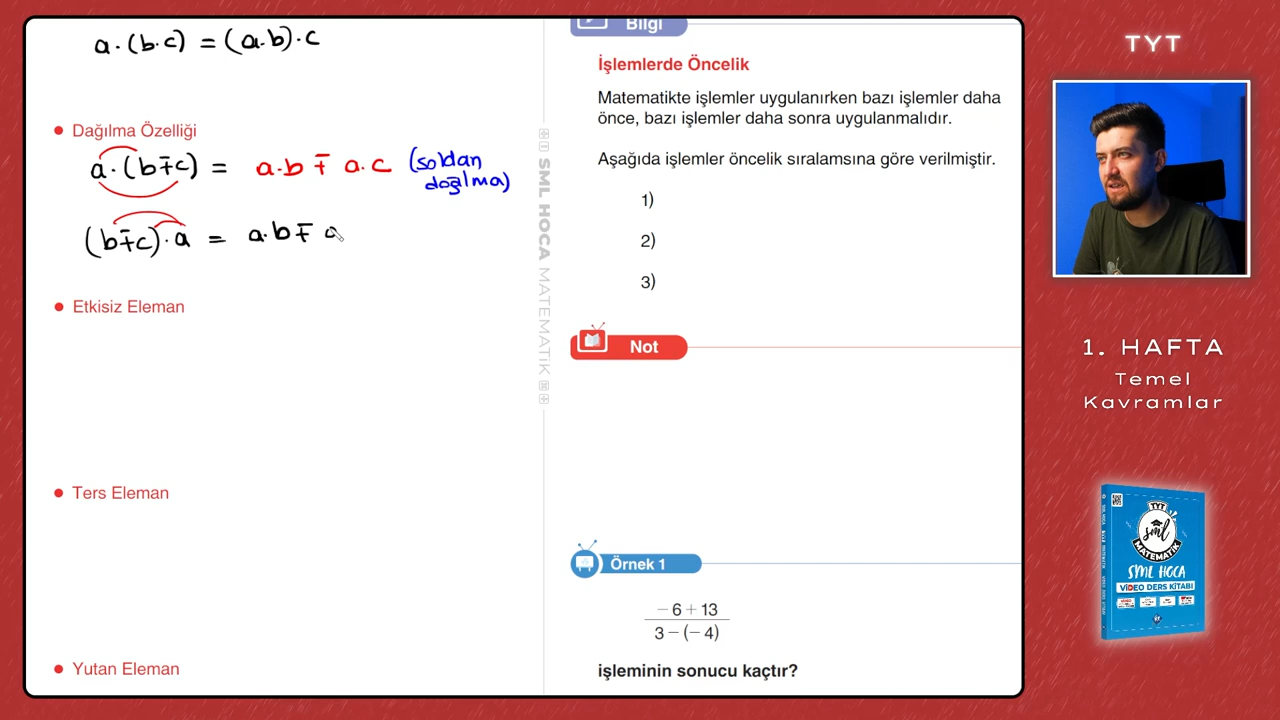 a·(b·c) = (a·b)·c
• Dağılma Özelliği
a·(b∓c) = a·b ∓ a·c (soldan
dağılma)
(b∓c)·a = a·b ∓ a
• Etkisiz Eleman
• Ters Eleman
• Yutan Eleman
SML HOCA MATEMATİK
Bilgi
İşlemlerde Öncelik
Matematikte işlemler uygulanırken bazı işlemler daha
önce, bazı işlemler daha sonra uygulanmalıdır.
Aşağıda işlemler öncelik sıralamsına göre verilmiştir.
1)
2)
3)
Not
Örnek 1
− 6 + 13
3 − (− 4)
işleminin sonucu kaçtır?
TYT
1. HAFTA
Temel
Kavramlar
TYT
sml
MATEMATİK
SML HOCA
VİDEO DERS KİTABI